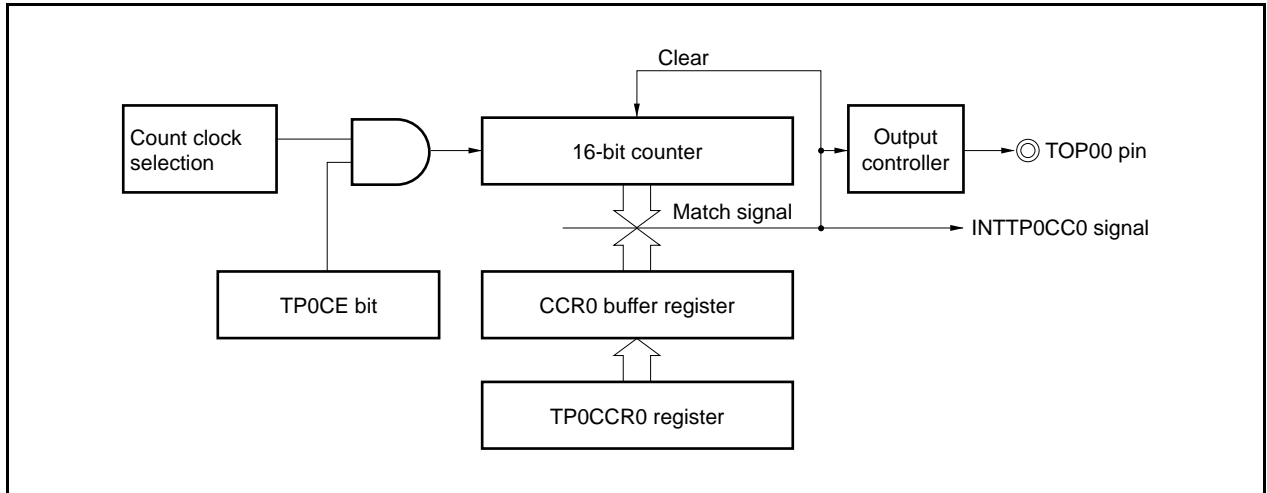 Clear
Count clock
selection
16-bit counter
Output
controller
TOP00 pin
Match signal
INTTP0CC0 signal
TP0CE bit
CCR0 buffer register
TP0CCR0 register